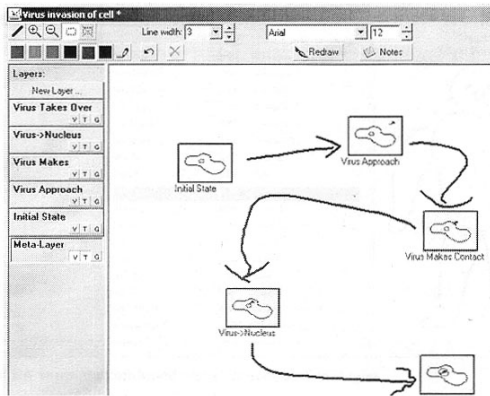 Virus invasion of cell *
Line width: 3
Arial
12
Redraw
Notes
Layers:
New Layer ...
Virus Takes Over
V T G
Virus->Nucleus
V T G
Virus Makes
V T G
Virus Approach
V T G
Initial State
V T G
Meta-Layer
V T G
Initial State
Virus Approach
Virus Makes Contact
Virus->Nucleus